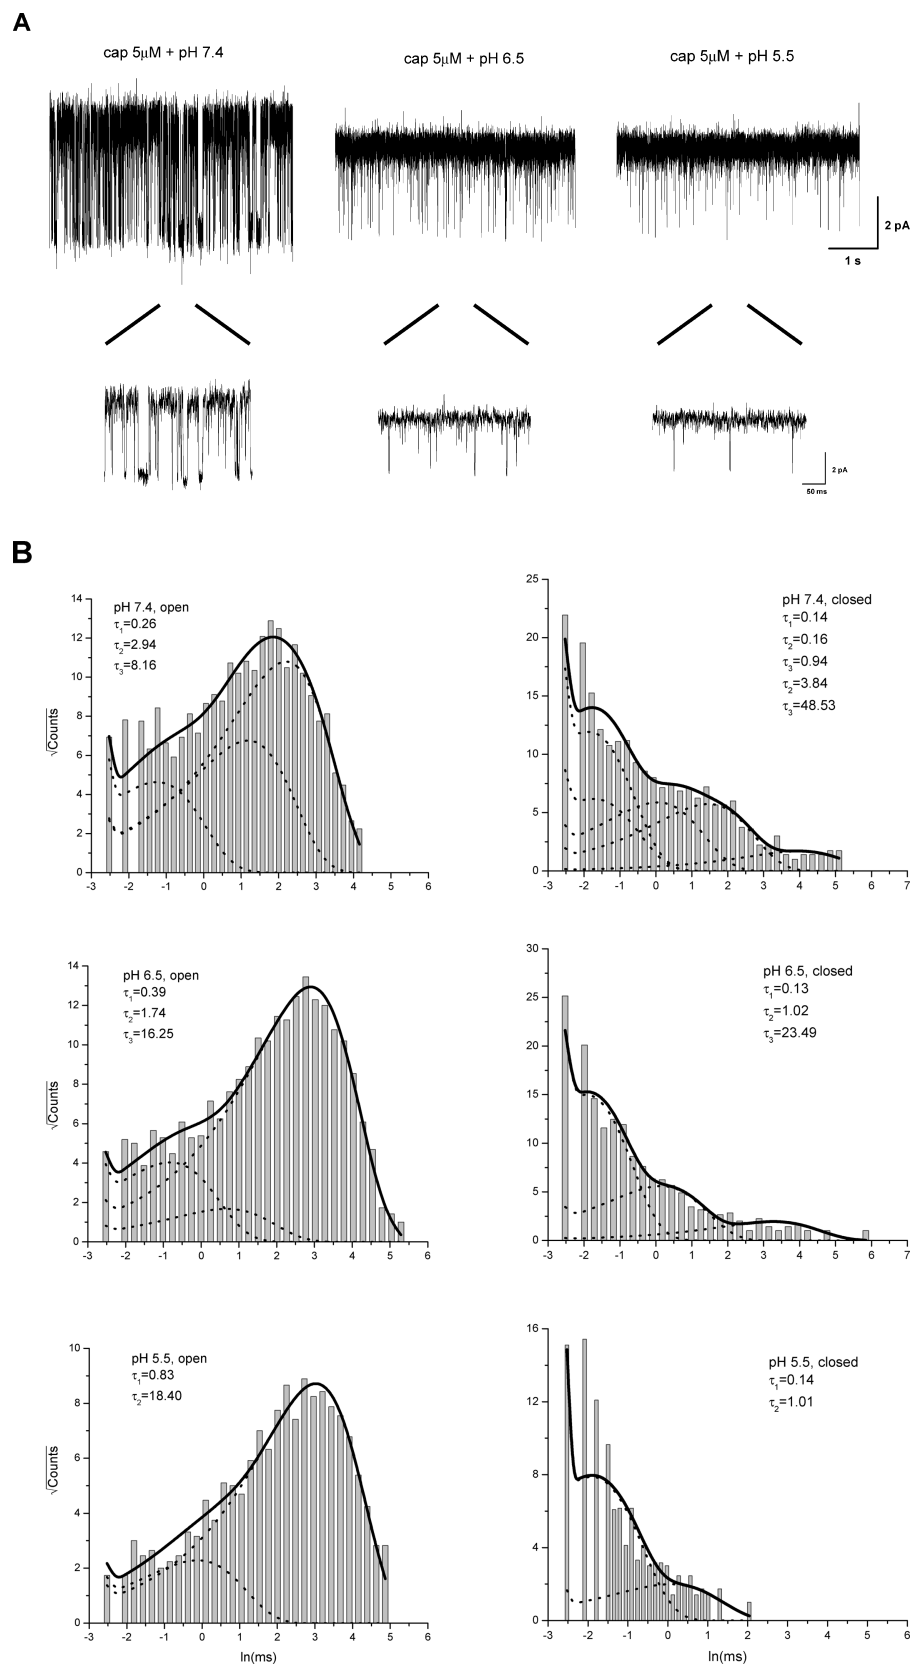 A
cap 5μM + pH 7.4
cap 5μM + pH 6.5
cap 5μM + pH 5.5
2 pA
1 s
2 pA
50 ms
B
pH 7.4, open
τ1=0.26
τ2=2.94
τ3=8.16
√Counts
14
12
10
8
6
4
2
0
-3 -2 -1 0 1 2 3 4 5 6
pH 7.4, closed
τ1=0.14
τ2=0.16
τ3=0.94
τ2=3.84
τ3=48.53
25
20
15
10
5
0
-3 -2 -1 0 1 2 3 4 5 6 7
pH 6.5, open
τ1=0.39
τ2=1.74
τ3=16.25
√Counts
14
12
10
8
6
4
2
0
-3 -2 -1 0 1 2 3 4 5 6
pH 6.5, closed
τ1=0.13
τ2=1.02
τ3=23.49
30
25
20
15
10
5
0
-3 -2 -1 0 1 2 3 4 5 6 7
pH 5.5, open
τ1=0.83
τ2=18.40
√Counts
10
8
6
4
2
0
-3 -2 -1 0 1 2 3 4 5 6
ln(ms)
pH 5.5, closed
τ1=0.14
τ2=1.01
16
12
8
4
0
-3 -2 -1 0 1 2 3 4 5 6
ln(ms)